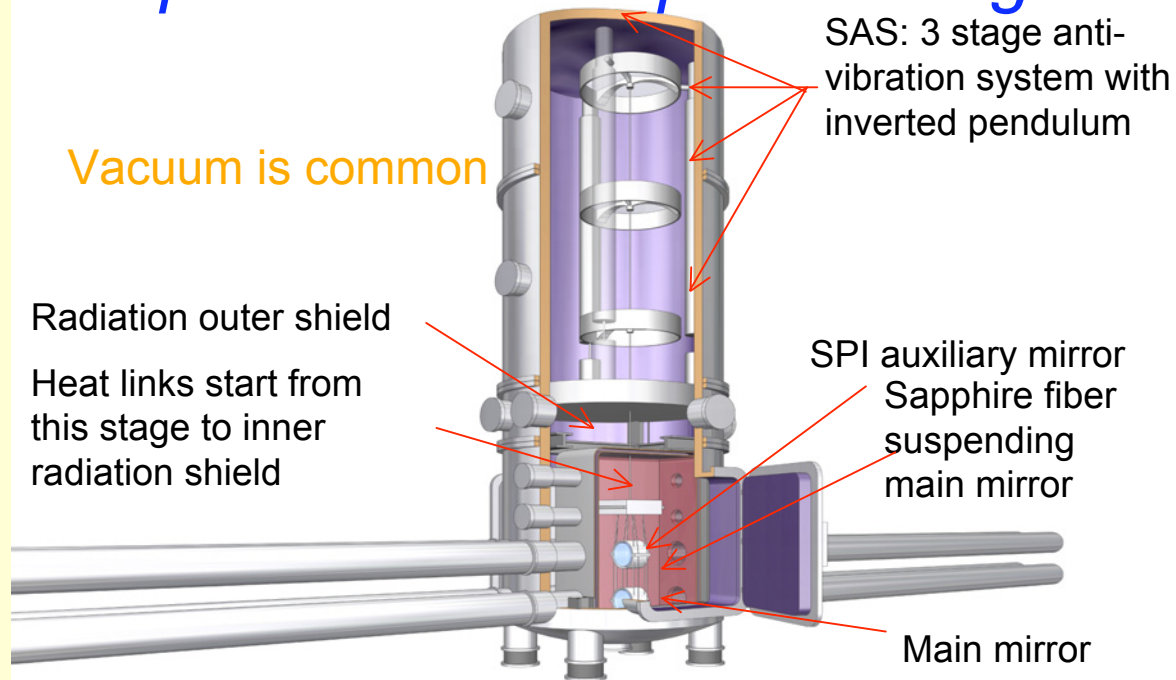 SAS: 3 stage anti-
vibration system with
inverted pendulum
Vacuum is common
Radiation outer shield
Heat links start from
this stage to inner
radiation shield
SPI auxiliary mirror
Sapphire fiber
suspending
main mirror
Main mirror